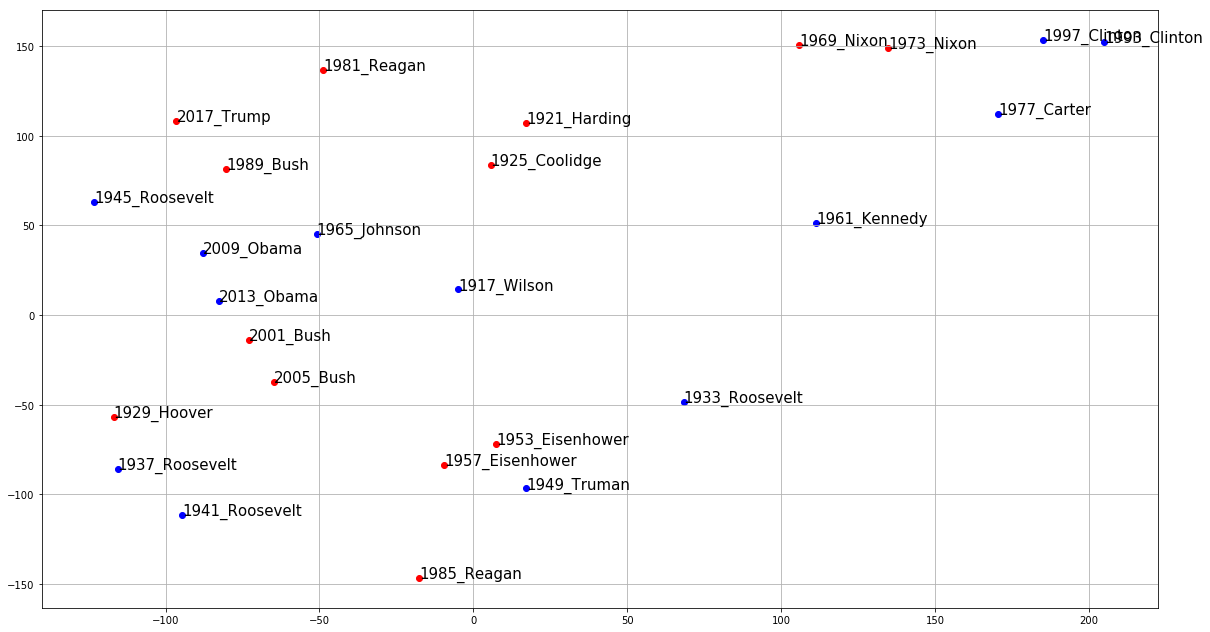 150
100
50
0
−50
−100
−150
1997_Clinton
1993_Clinton
1969_Nixon
1973_Nixon
1981_Reagan
2017_Trump
1921_Harding
1977_Carter
1989_Bush
1925_Coolidge
1945_Roosevelt
1965_Johnson
1961_Kennedy
2009_Obama
1917_Wilson
2013_Obama
2001_Bush
2005_Bush
1929_Hoover
1933_Roosevelt
1953_Eisenhower
1937_Roosevelt
1957_Eisenhower
1949_Truman
1941_Roosevelt
1985_Reagan
−100
−50
0
50
100
150
200